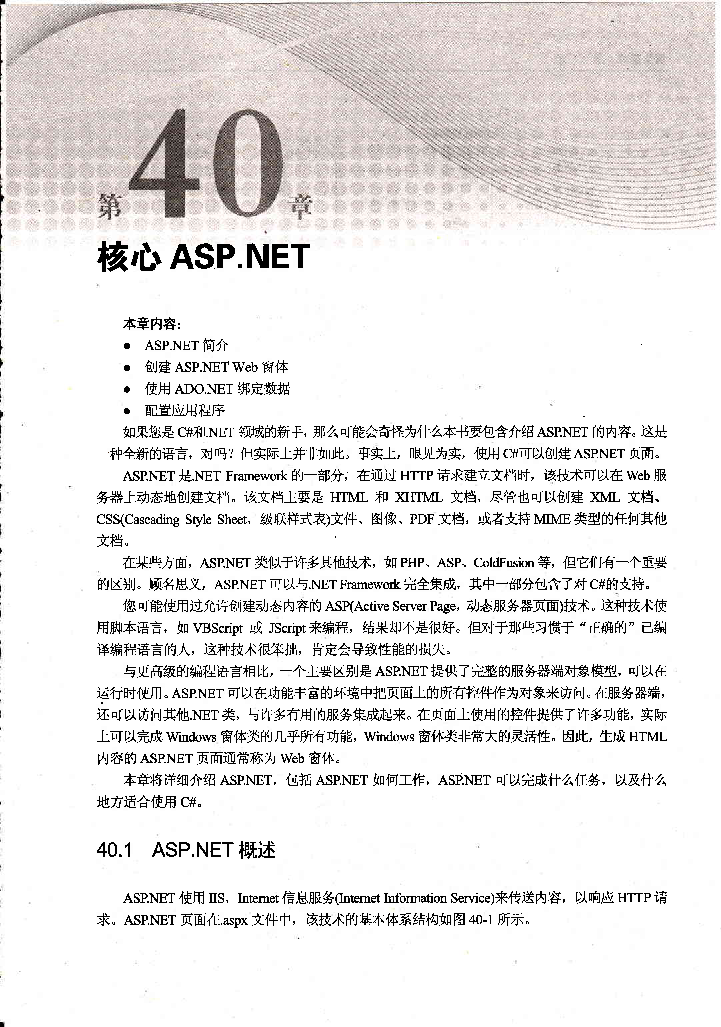 第40章
核心 ASP.NET
本章内容:
● ASP.NET 简介
● 创建 ASP.NET Web 窗体
● 使用 ADO.NET 绑定数据
● 配置应用程序
如果您是 C#和.NET 领域的新手，那么可能会奇怪为什么本书要包含介绍 ASP.NET 的内容。这是
一种全新的语言，对吗？但实际上并非如此。事实上，眼见为实，使用 C#可以创建 ASP.NET 页面。
ASP.NET 是.NET Framework 的一部分，在通过 HTTP 请求建立文档时，该技术可以在 Web 服
务器上动态地创建文档。该文档主要是 HTML 和 XHTML 文档，尽管也可以创建 XML 文档、
CSS(Cascading Style Sheet，级联样式表)文件、图像、PDF 文档，或者支持 MIME 类型的任何其他
文档。
在某些方面，ASP.NET 类似于许多其他技术，如 PHP、ASP、ColdFusion 等，但它们有一个重要
的区别。顾名思义，ASP.NET 可以与.NET Framework 完全集成，其中一部分包含了对 C#的支持。
您可能使用过允许创建动态内容的 ASP(Active Server Page，动态服务器页面)技术。这种技术使
用脚本语言，如 VBScript 或 JScript 来编程，结果却不是很好。但对于那些习惯于“正确的”已编
译编程语言的人，这种技术很笨拙，肯定会导致性能的损失。
与更高级的编程语言相比，一个主要区别是 ASP.NET 提供了完整的服务器端对象模型，可以在
运行时使用。ASP.NET 可以在功能丰富的环境中把页面上的所有控件作为对象来访问。在服务器端，
还可以访问其他.NET 类，与许多有用的服务集成起来。在页面上使用的控件提供了许多功能，实际
上可以完成 Windows 窗体类的几乎所有功能，Windows 窗体类非常大的灵活性。因此，生成 HTML
内容的 ASP.NET 页面通常称为 Web 窗体。
本章将详细介绍 ASP.NET，包括 ASP.NET 如何工作，ASP.NET 可以完成什么任务，以及什么
地方适合使用 C#。
40.1 ASP.NET 概述
ASP.NET 使用 IIS，Internet 信息服务(Internet Information Service)来传送内容，以响应 HTTP 请
求。ASP.NET 页面在.aspx 文件中，该技术的基本体系结构如图 40-1 所示。